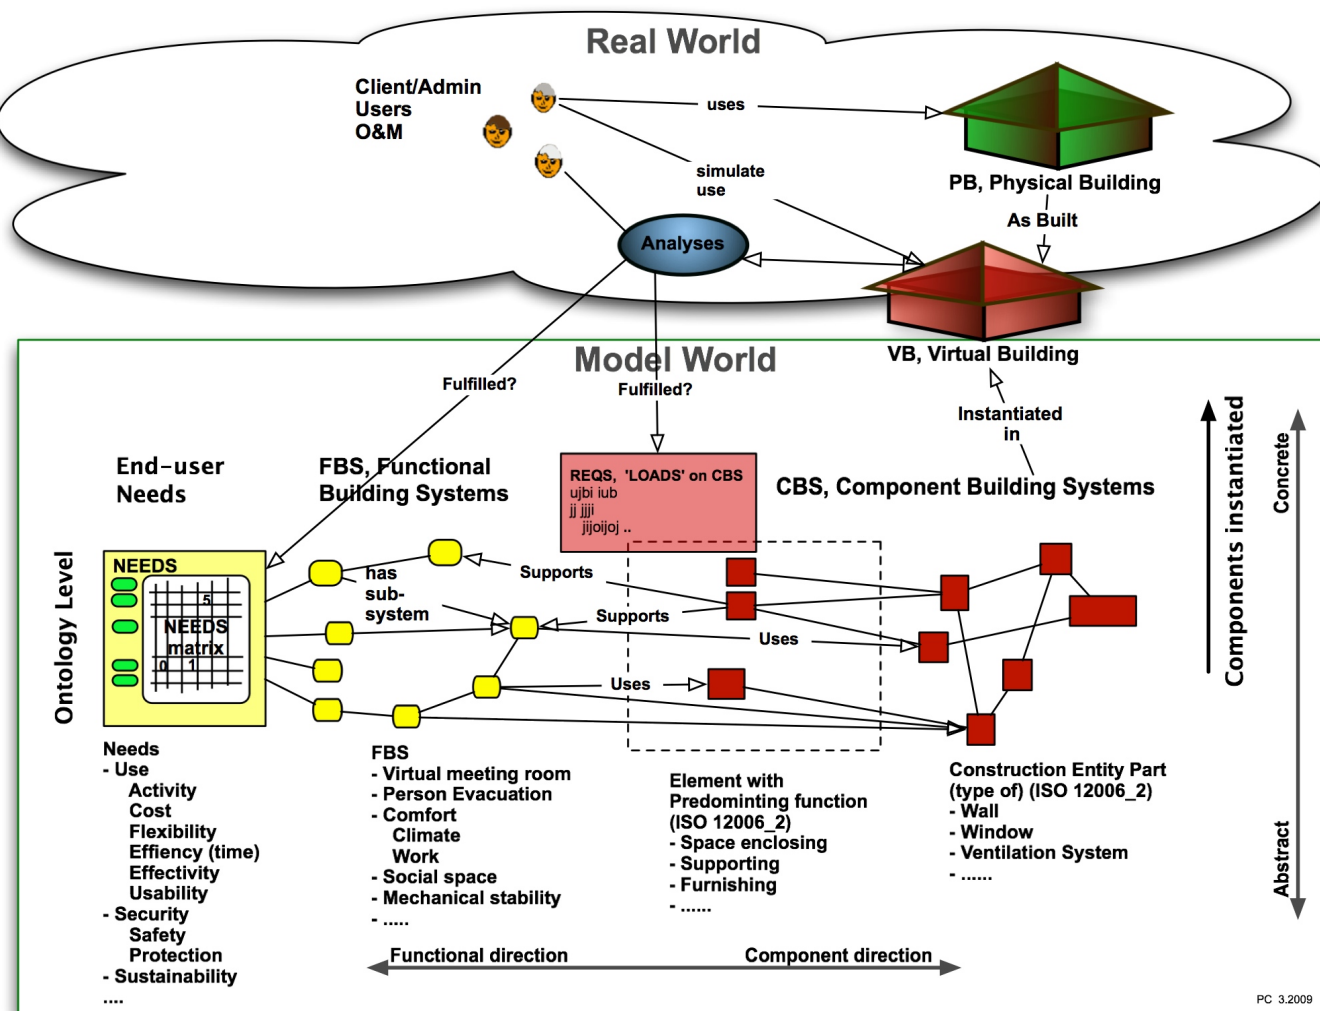 Real World
Client/Admin
Users
O&M
uses
simulate
use
PB, Physical Building
As Built
Analyses
VB, Virtual Building
Model World
Fulfilled?
Fulfilled?
Instantiated
in
End-user
Needs
FBS, Functional
Building Systems
REQS, 'LOADS' on CBS
ujbi iub
jj jjji
jijoijoj ..
CBS, Component Building Systems
Components instantiated
Concrete
Abstract
Ontology Level
NEEDS
5
NEEDS
matrix
0 1
has
sub-
system
Supports
Supports
Uses
Uses
Needs
- Use
Activity
Cost
Flexibility
Effiency (time)
Effectivity
Usability
- Security
Safety
Protection
- Sustainability
....
FBS
- Virtual meeting room
- Person Evacuation
- Comfort
Climate
Work
- Social space
- Mechanical stability
- .....
Element with
Predominting function
(ISO 12006_2)
- Space enclosing
- Supporting
- Furnishing
- ......
Construction Entity Part
(type of) (ISO 12006_2)
- Wall
- Window
- Ventilation System
- ......
Functional direction
Component direction
PC 3.2009